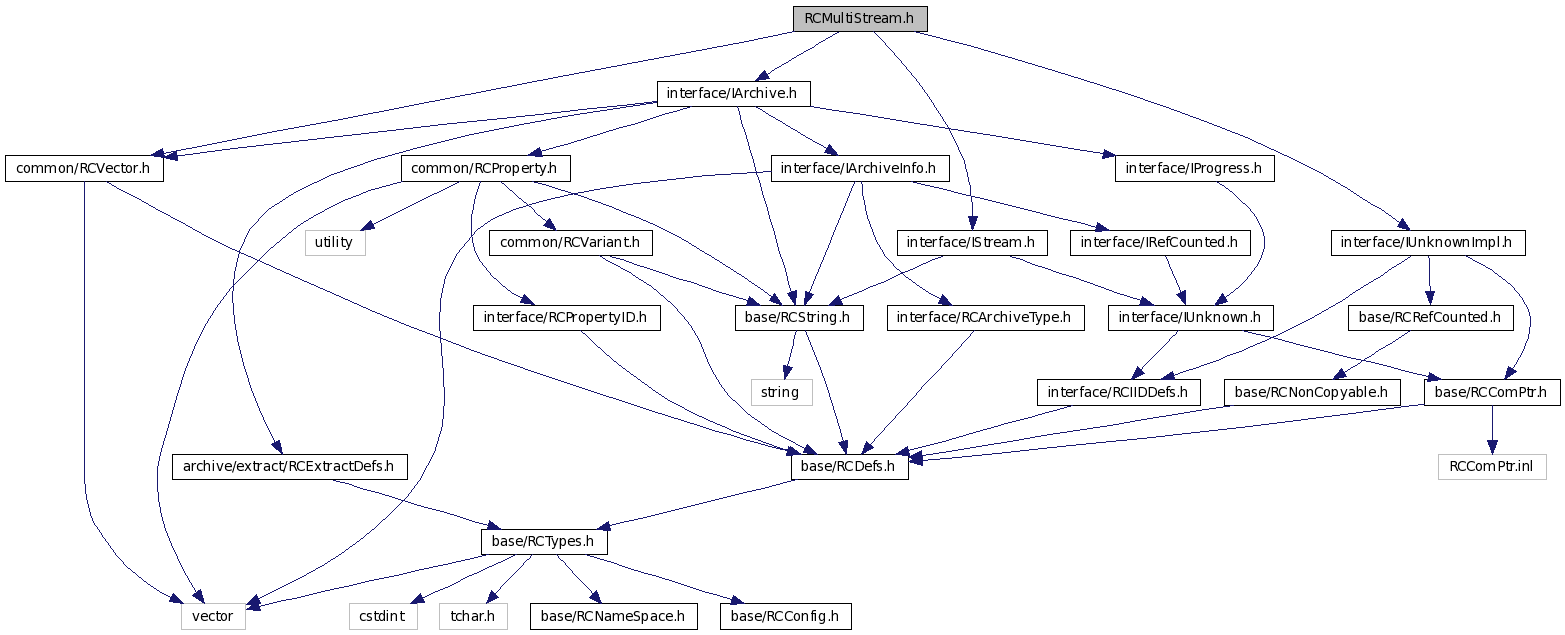 RCMultiStream.h
interface/IArchive.h
common/RCVector.h
common/RCProperty.h
interface/IArchiveInfo.h
interface/IProgress.h
utility
common/RCVariant.h
interface/IStream.h
interface/IRefCounted.h
interface/IUnknownImpl.h
interface/RCPropertyID.h
base/RCString.h
interface/RCArchiveType.h
interface/IUnknown.h
base/RCRefCounted.h
string
interface/RCIIDDefs.h
base/RCNonCopyable.h
base/RCComPtr.h
archive/extract/RCExtractDefs.h
base/RCDefs.h
RCComPtr.inl
base/RCTypes.h
vector
cstdint
tchar.h
base/RCNameSpace.h
base/RCConfig.h